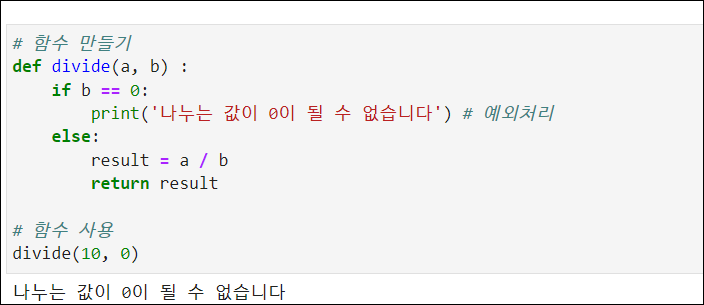 # 함수 만들기
def divide(a, b) :
    if b == 0:
        print('나누는 값이 0이 될 수 없습니다') # 예외처리
    else:
        result = a / b
        return result
# 함수 사용
divide(10, 0)
나누는 값이 0이 될 수 없습니다